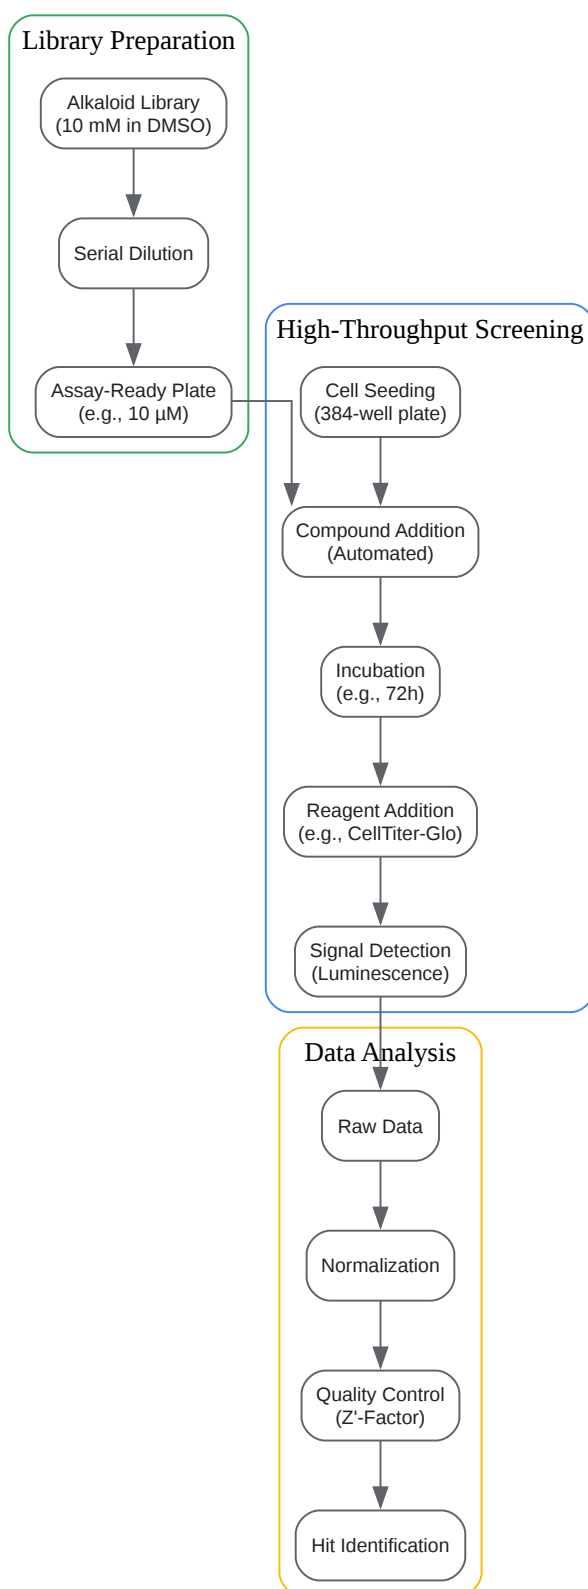 Library Preparation
Alkaloid Library
(10 mM in DMSO)
Serial Dilution
Assay-Ready Plate
(e.g., 10 µM)
High-Throughput Screening
Cell Seeding
(384-well plate)
Compound Addition
(Automated)
Incubation
(e.g., 72h)
Reagent Addition
(e.g., CellTiter-Glo)
Signal Detection
(Luminescence)
Data Analysis
Raw Data
Normalization
Quality Control
(Z'-Factor)
Hit Identification